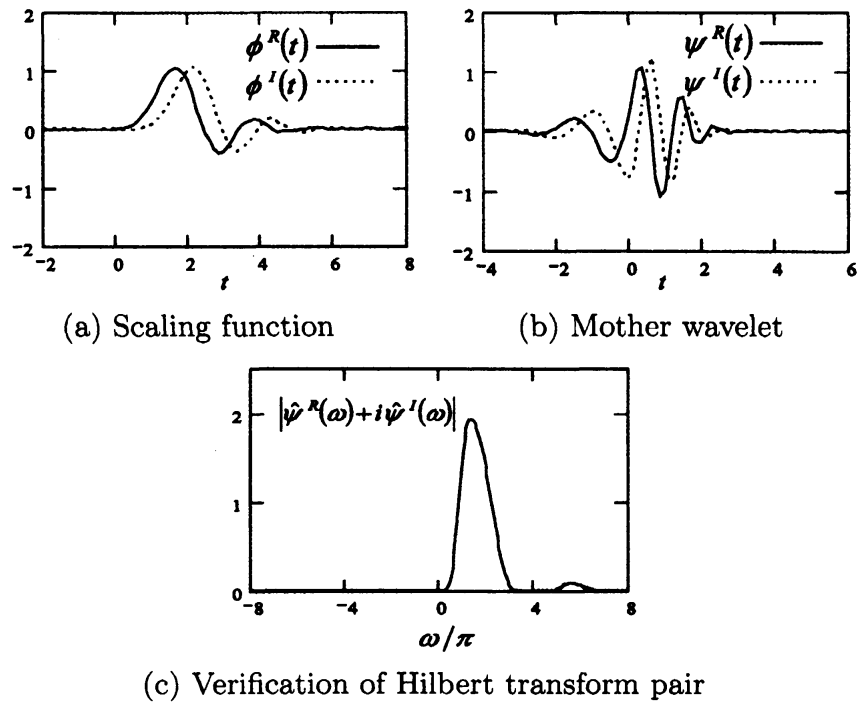 2
1
0
−1
−2
−2 0 2 4 6 8
t
ϕ^R(t)
ϕ^I(t)
(a) Scaling function
2
1
0
−1
−2
−4 −2 0 2 4 6
t
ψ^R(t)
ψ^I(t)
(b) Mother wavelet
|ψ̂^R(ω)+iψ̂^I(ω)|
2
1
0
−8 −4 0 4 8
ω/π
(c) Verification of Hilbert transform pair